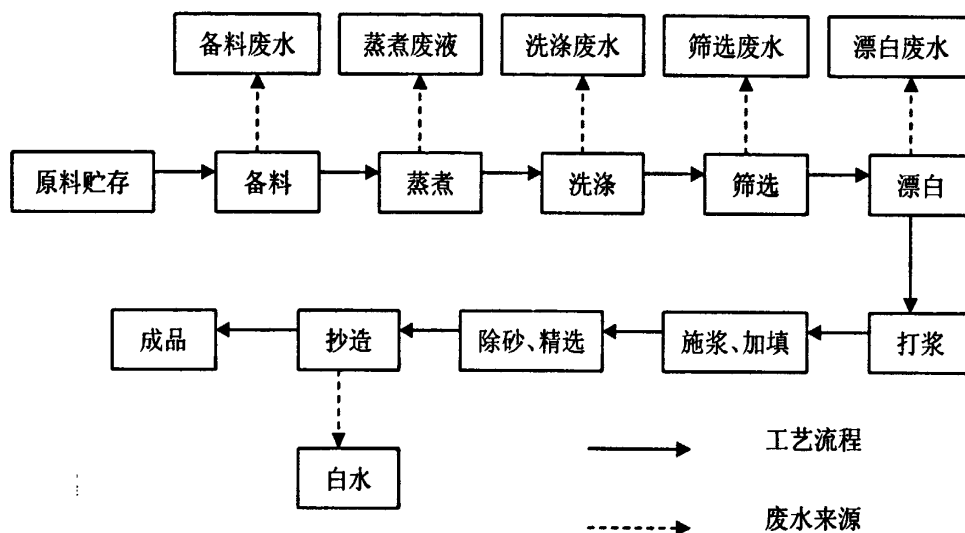 备料废水
蒸煮废液
洗涤废水
筛选废水
漂白废水
原料贮存
备料
蒸煮
洗涤
筛选
漂白
成品
抄造
除砂、精选
施浆、加填
打浆
工艺流程
白水
废水来源